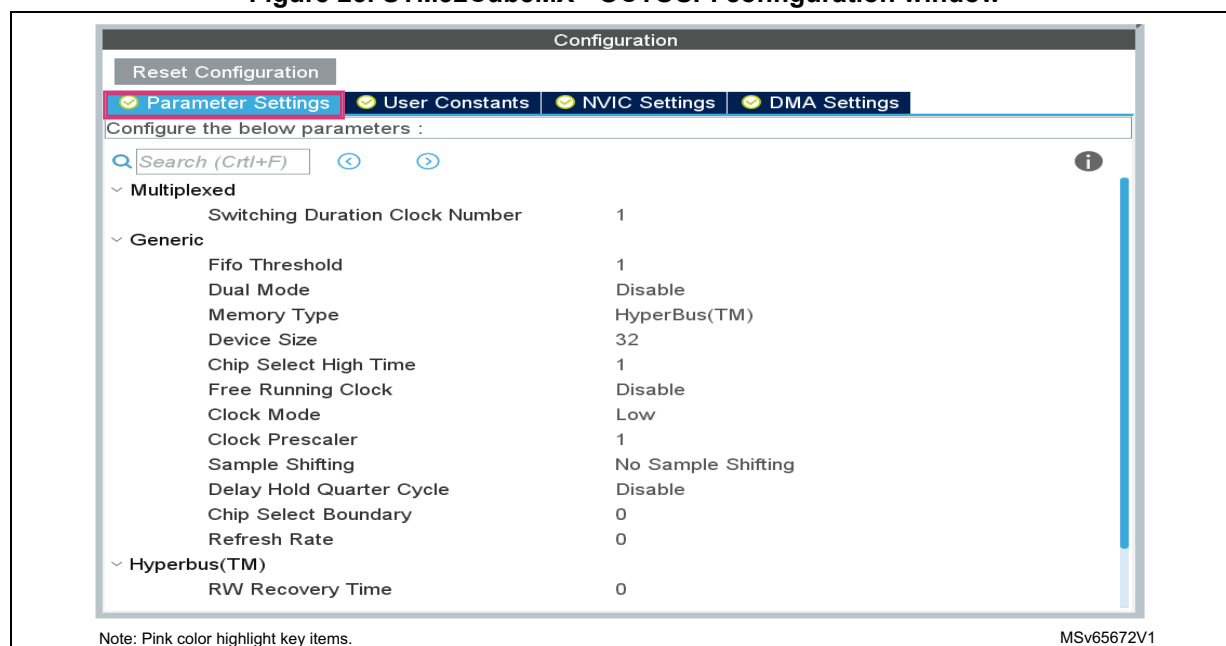 Configuration
Reset Configuration
Parameter Settings User Constants NVIC Settings DMA Settings
Configure the below parameters :
Search (Crtl+F)
Multiplexed
Switching Duration Clock Number 1
Generic
Fifo Threshold 1
Dual Mode Disable
Memory Type HyperBus(TM)
Device Size 32
Chip Select High Time 1
Free Running Clock Disable
Clock Mode Low
Clock Prescaler 1
Sample Shifting No Sample Shifting
Delay Hold Quarter Cycle Disable
Chip Select Boundary 0
Refresh Rate 0
Hyperbus(TM)
RW Recovery Time 0
Note: Pink color highlight key items. MSv65672V1